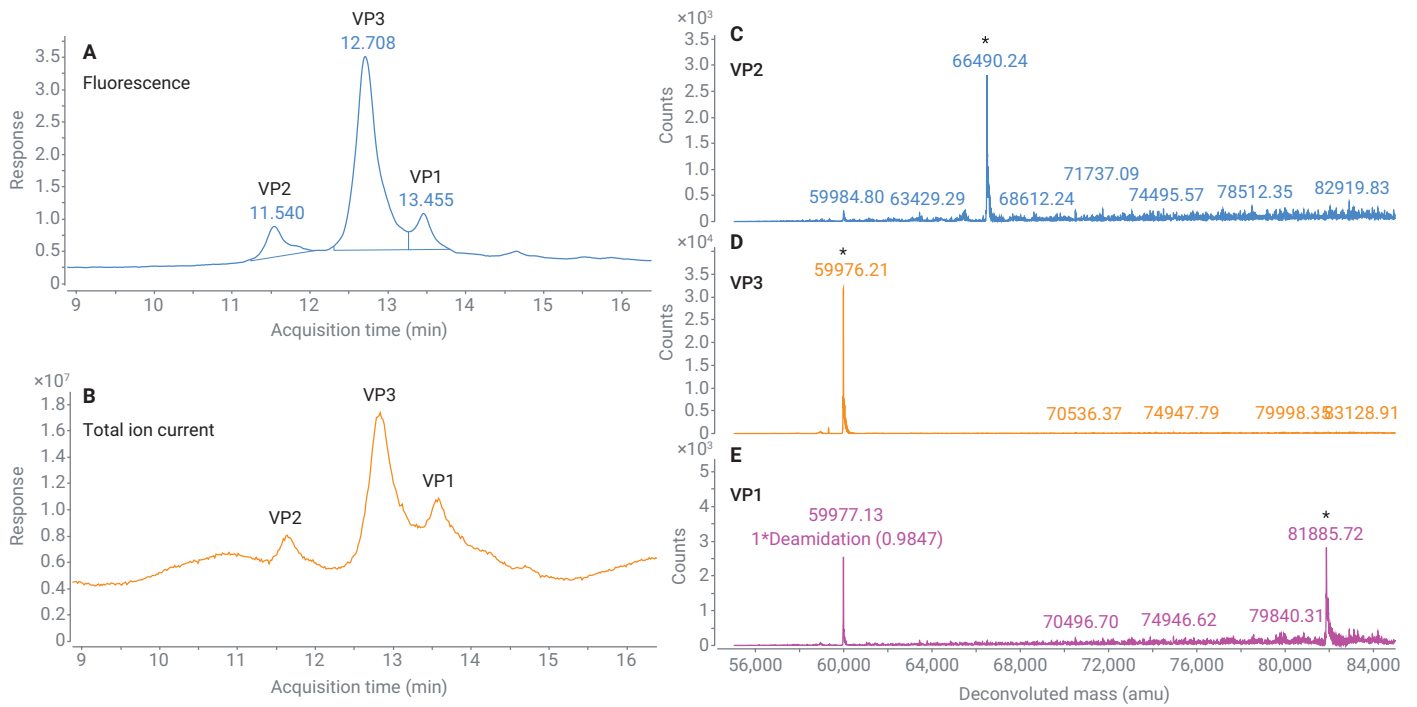 A
Fluorescence
VP3
12.708
VP2
11.540
VP1
13.455
Response
3.5
3.0
2.5
2.0
1.5
1.0
0.5
0
9 10 11 12 13 14 15 16
Acquisition time (min)
×10⁷
B
Total ion current
VP3
VP2
VP1
Response
1.8
1.6
1.4
1.2
1.0
0.8
0.6
0.4
0.2
0
9 10 11 12 13 14 15 16
Acquisition time (min)
×10³
C
VP2
*
66490.24
59984.80 63429.29 68612.24 71737.09 74495.57 78512.35 82919.83
Counts
3.5
3.0
2.5
2.0
1.5
1.0
0.5
0
×10⁴
D
VP3
*
59976.21
70536.37 74947.79 79998.35 83128.91
Counts
3.5
3.0
2.5
2.0
1.5
1.0
0.5
0
×10³
E
VP1
59977.13
1*Deamidation (0.9847)
*
81885.72
70496.70 74946.62 79840.31
Counts
5
4
3
2
1
0
56,000 60,000 64,000 68,000 72,000 76,000 80,000 84,000
Deconvoluted mass (amu)